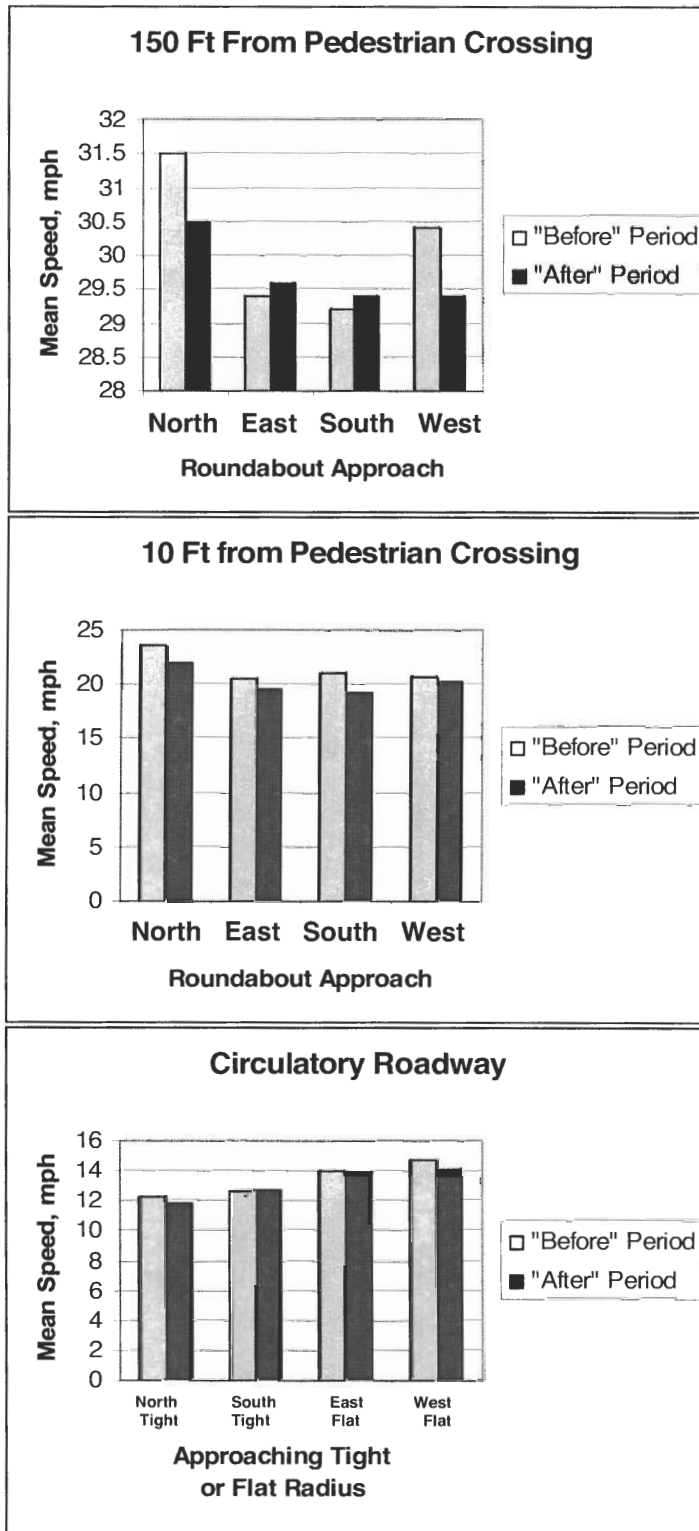 150 Ft From Pedestrian Crossing
32
31.5
31
30.5
30
29.5
29
28.5
28
Mean Speed, mph
North East South West
Roundabout Approach
"Before" Period
"After" Period
10 Ft from Pedestrian Crossing
25
20
15
10
5
0
Mean Speed, mph
North East South West
Roundabout Approach
"Before" Period
"After" Period
Circulatory Roadway
16
14
12
10
8
6
4
2
0
Mean Speed, mph
North South East West
Tight Tight Flat Flat
Approaching Tight
or Flat Radius
"Before" Period
"After" Period